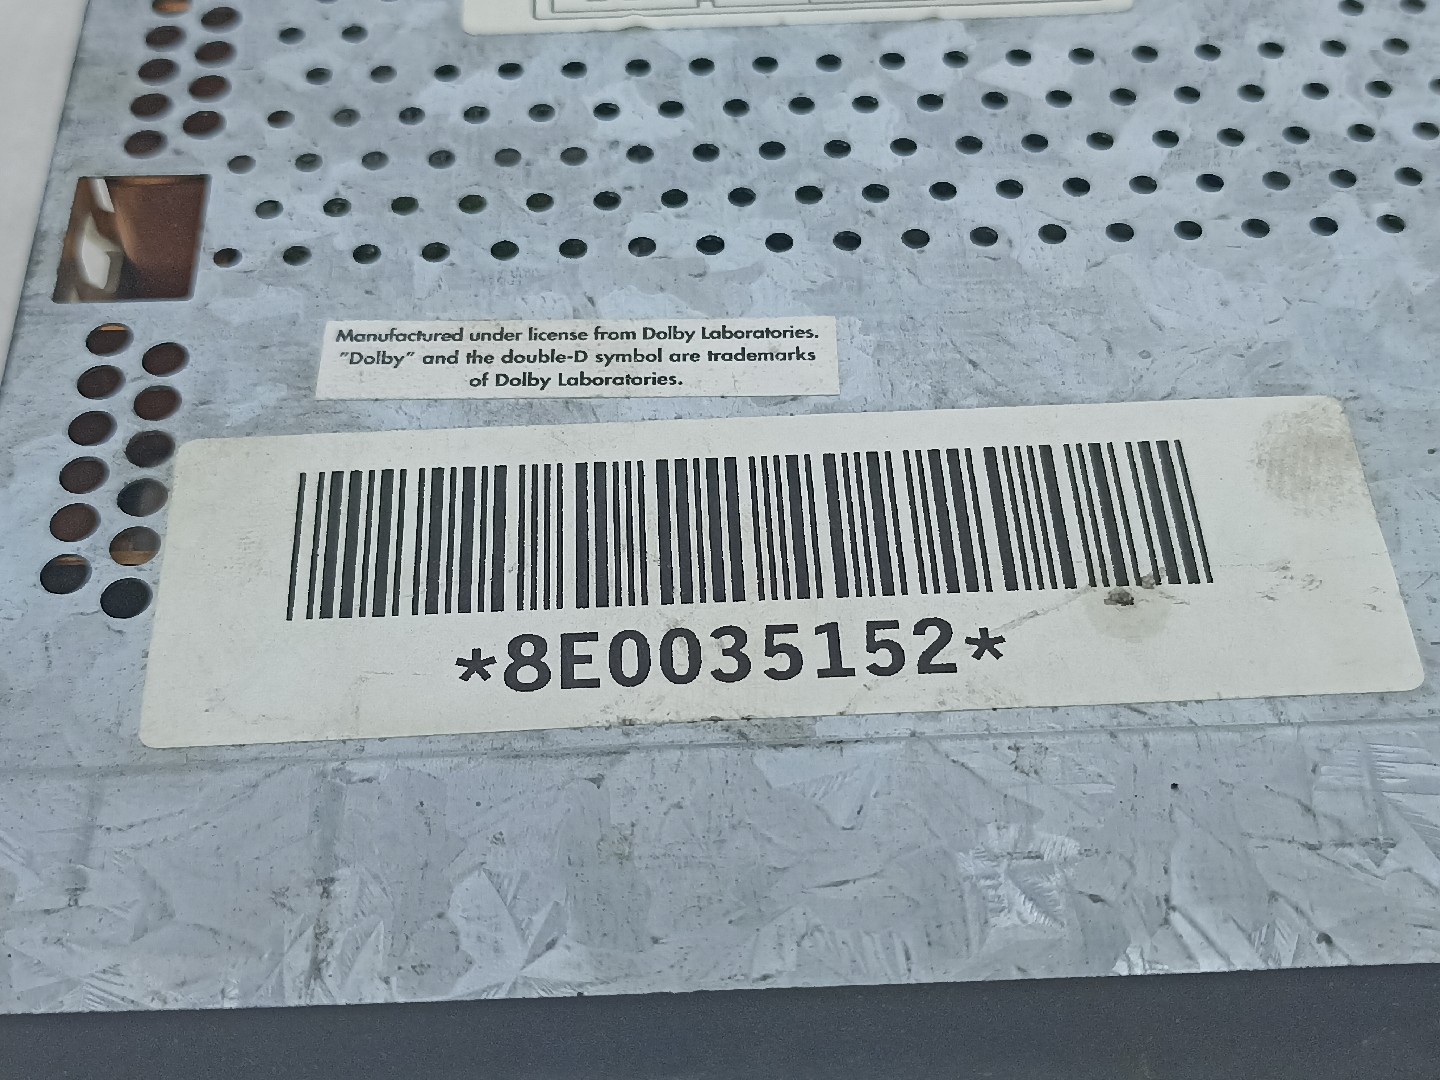 Manufactured under license from Dolby Laboratories.
"Dolby" and the double-D symbol are trademarks
of Dolby Laboratories.
*8E0035152*